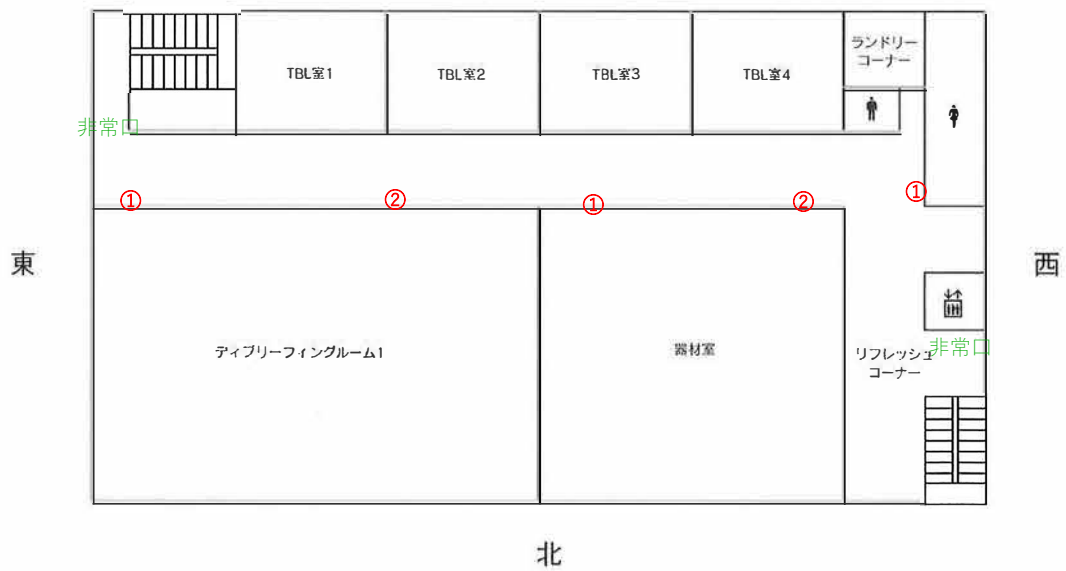 TBL室1
TBL室2
TBL室3
TBL室4
ランドリー
コーナー
非常口
①
②
①
②
①
東
西
ディブリーフィングルーム1
器材室
リフレッシュ
コーナー
非常口
北